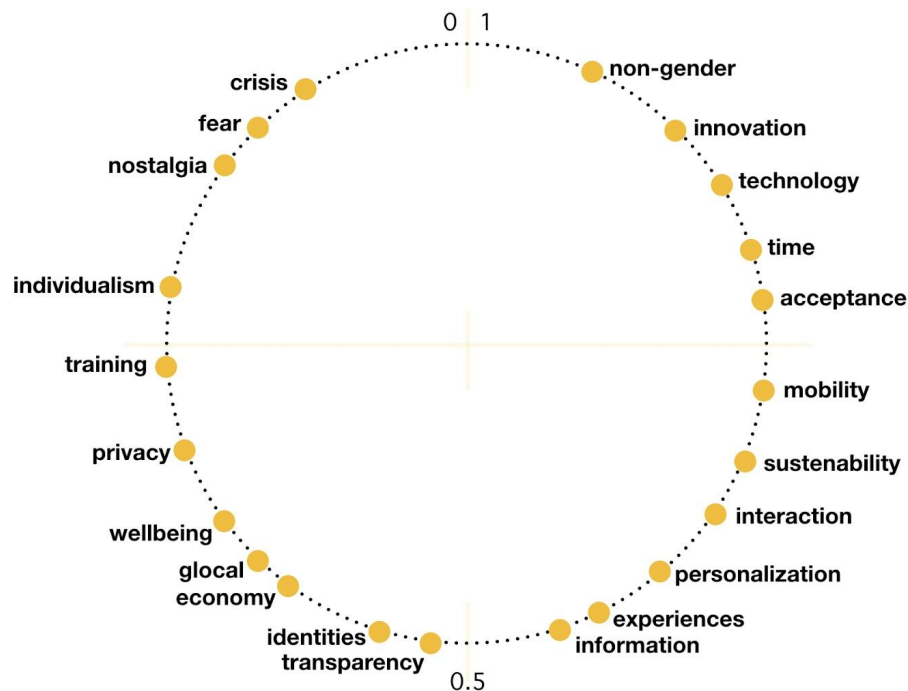 0 1
non-gender
crisis
fear
innovation
nostalgia
technology
time
individualism
acceptance
training
mobility
privacy
sustenability
interaction
wellbeing
glocal
personalization
economy
experiences
identities
information
transparency
0.5